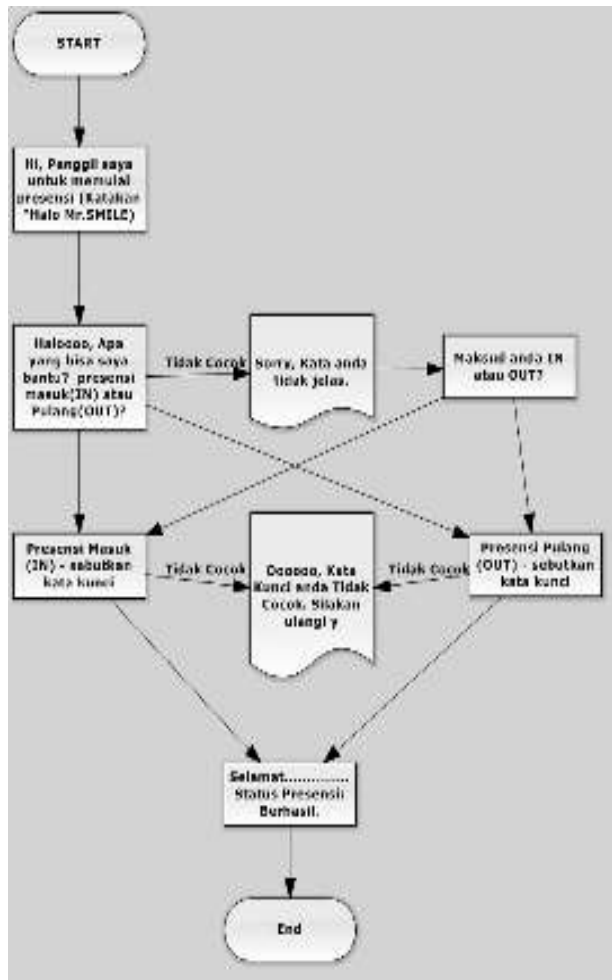 START
Hi, Panggil saya
untuk memulai
presensi (Katakan
"Halo Mr.SMILE)
Haloooo, Apa
yang bisa saya
bantu? presensi
masuk(IN) atau
Pulang(OUT)?
Tidak Cocok
Sorry, Kata anda
tidak jelas.
Maksud anda IN
atau OUT?
Presensi Masuk
(IN) - sebutkan
kata kunci
Tidak Cocok
Oooooo, Kata
Kunci anda Tidak
Cocok. Silakan
ulangi y
Tidak Cocok
Presensi Pulang
(OUT) - sebutkan
kata kunci
Selamat..............
Status Presensi:
Berhasil.
End